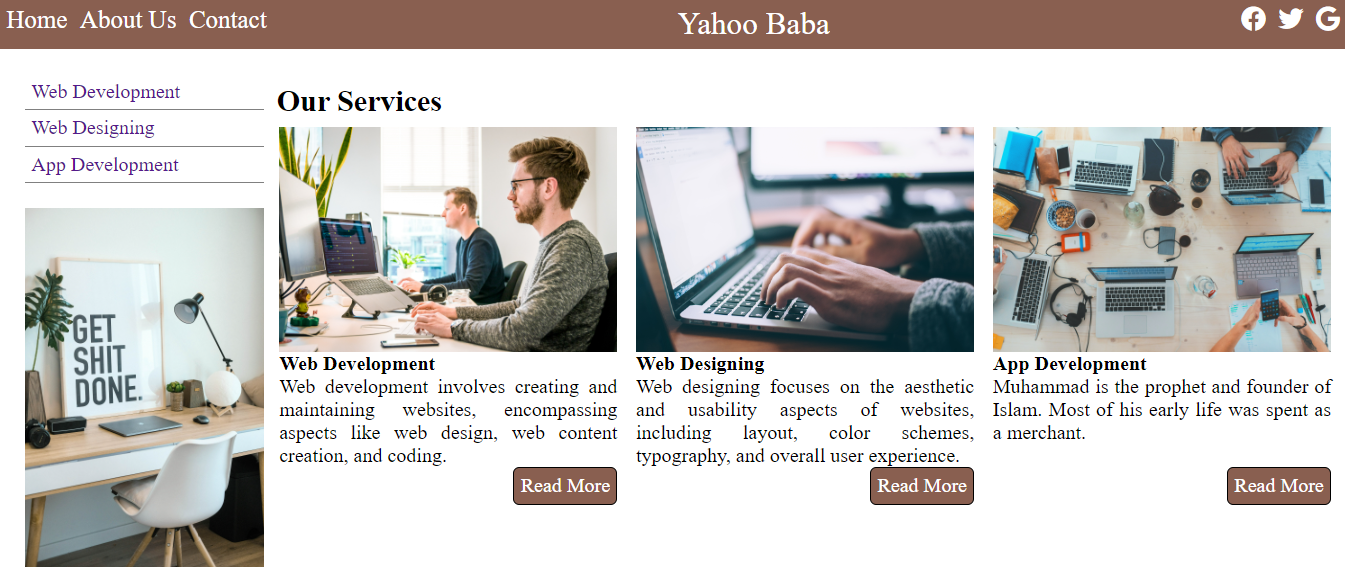 Home About Us Contact
Yahoo Baba
Web Development
Web Designing
App Development
GET
SHIT
DONE.
Our Services
Web Development
Web development involves creating and
maintaining websites, encompassing
aspects like web design, web content
creation, and coding.
Read More
Web Designing
Web designing focuses on the aesthetic
and usability aspects of websites,
including layout, color schemes,
typography, and overall user experience.
Read More
App Development
Muhammad is the prophet and founder of
Islam. Most of his early life was spent as
a merchant.
Read More